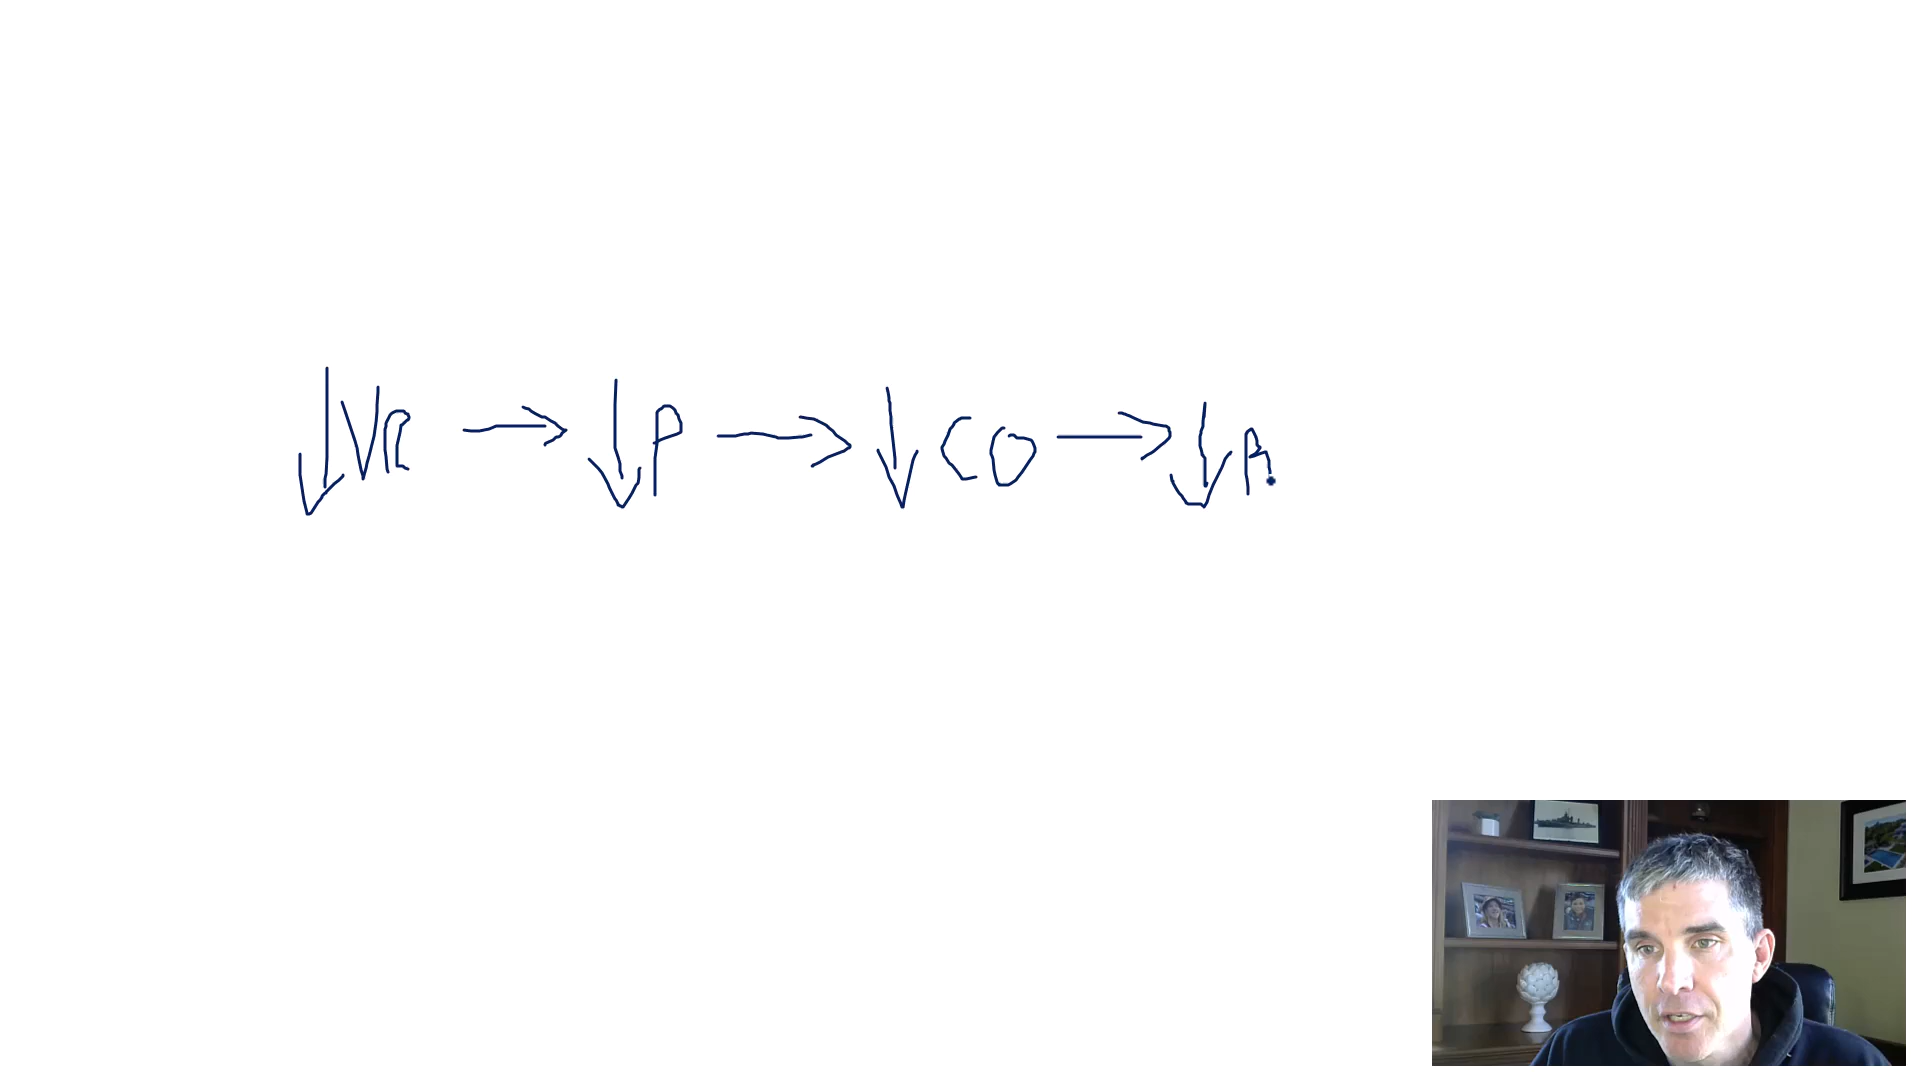 ↓VR → ↓P → ↓CO → ↓